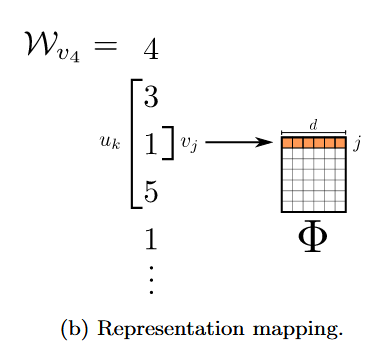 𝒲_{v_4} = 4
3
u_k [ 1 ] v_j
5
1
⋮
d
j
Φ
(b) Representation mapping.